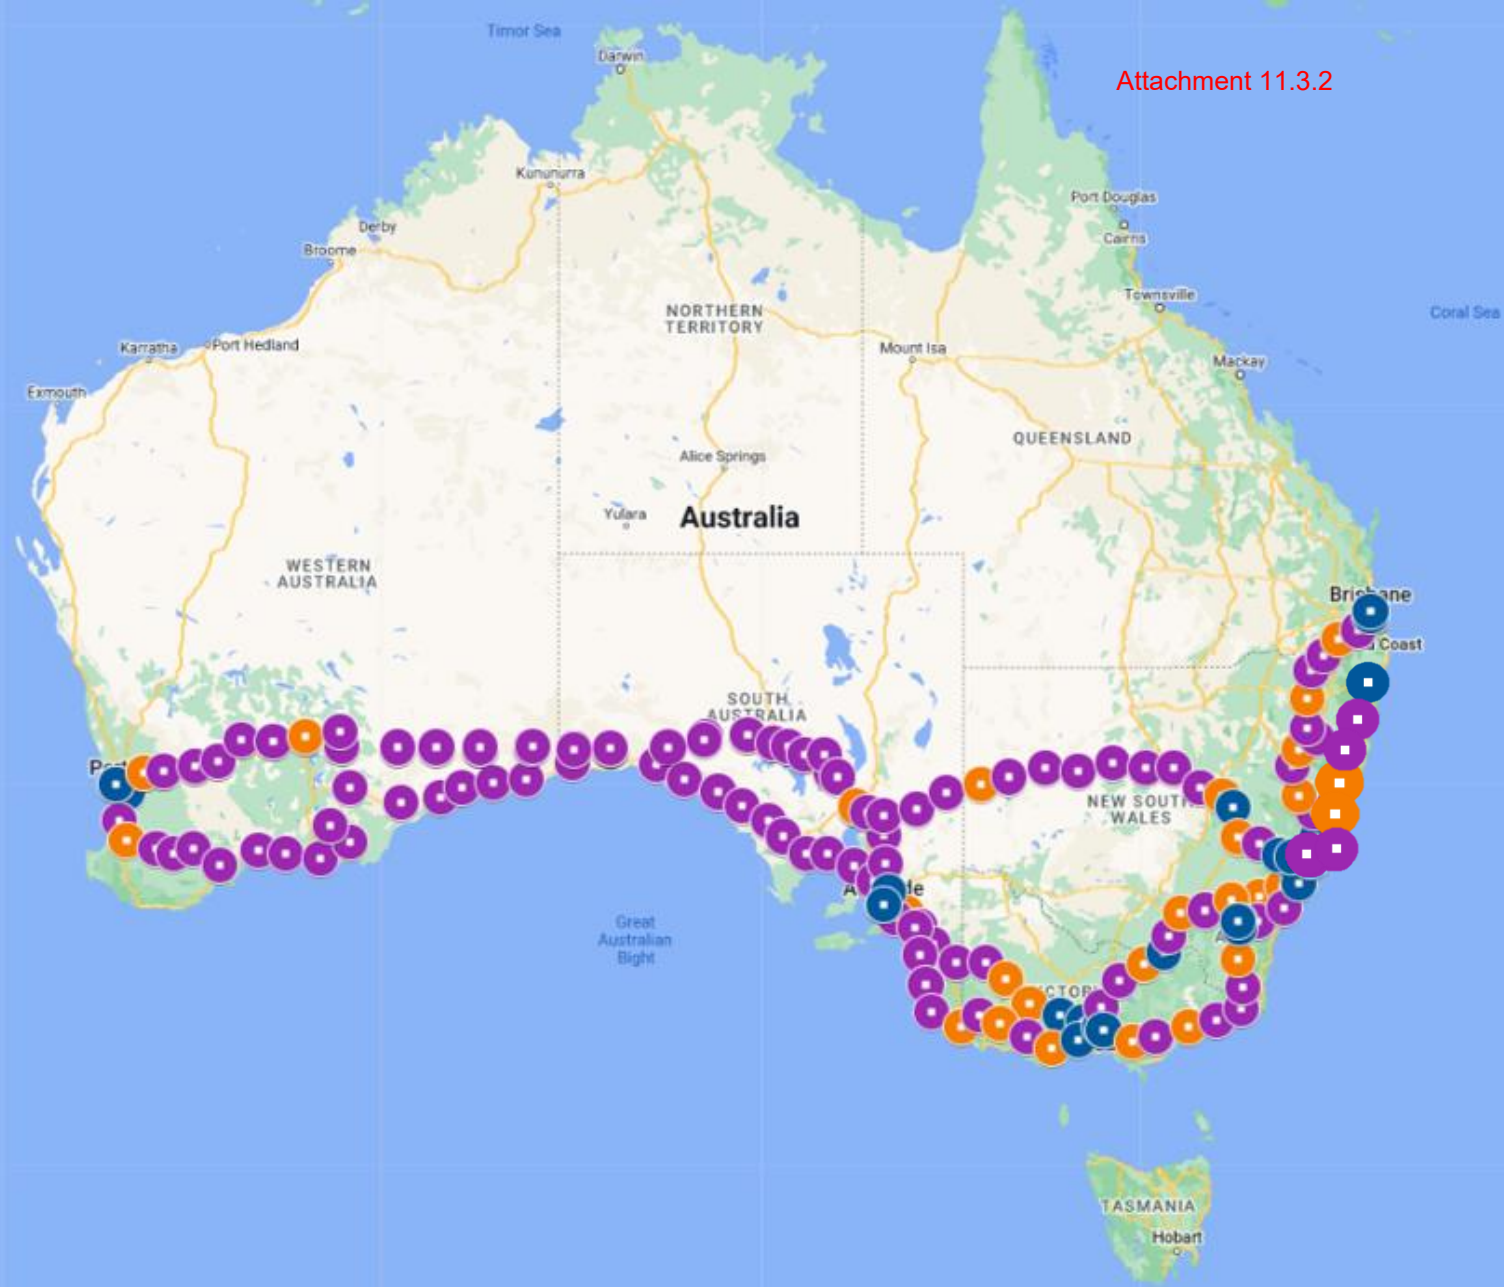 Timor Sea
Darwin
Attachment 11.3.2
Kununurra
Port Douglas
Derby
Cairns
Broome
Townsville
NORTHERN
TERRITORY
Coral Sea
Karratha
Port Hedland
Mount Isa
Mackay
Exmouth
QUEENSLAND
Alice Springs
Yulara
Australia
WESTERN
AUSTRALIA
Coast
SOUTH
AUSTRALIA
NEW SOUTH
WALES
Great
Australian
Bight
TASMANIA
Hobart